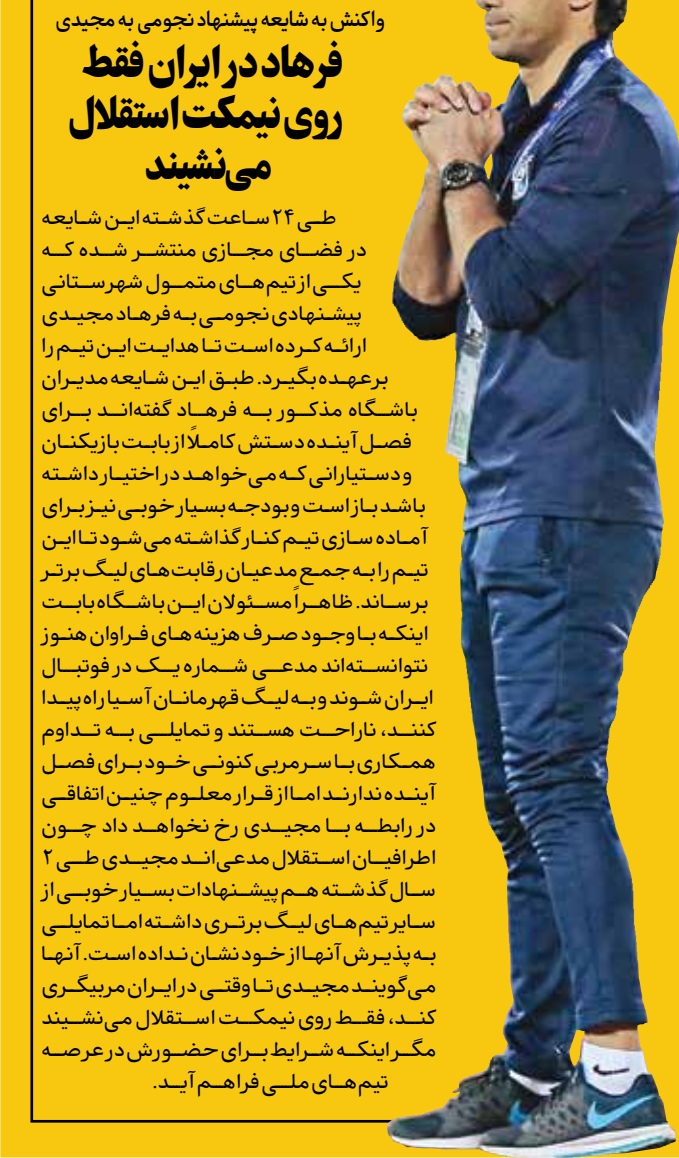 واکنش به شایعه پیشنهاد نجومی به مجیدی
فرهاد در ایران فقط
روی نیمکت استقلال
می‌نشیند
طی ۲۴ ساعت گذشته این شایعه
در فضای مجازی منتشر شده که
یکی از تیم‌های متمول شهرستانی
پیشنهادی نجومی به فرهاد مجیدی
ارائه کرده است تا هدایت این تیم را
برعهده بگیرد. طبق این شایعه مدیران
باشگاه مذکور به فرهاد گفته‌اند برای
فصل آینده دستش کاملاً از بابت بازیکنان
و دستیارانی که می‌خواهد در اختیار داشته
باشد باز است و بودجه بسیار خوبی نیز برای
آماده سازی تیم کنار گذاشته می‌شود تا این
تیم را به جمع مدعیان رقابت‌های لیگ برتر
برساند. ظاهراً مسئولان این باشگاه بابت
اینکه با وجود صرف هزینه‌های فراوان هنوز
نتوانسته‌اند مدعی شماره یک در فوتبال
ایران شوند و به لیگ قهرمانان آسیا راه پیدا
کنند، ناراحت هستند و تمایلی به تداوم
همکاری با سرمربی کنونی خود برای فصل
آینده ندارند اما از قرار معلوم چنین اتفاقی
در رابطه با مجیدی رخ نخواهد داد چون
اطرافیان استقلال مدعی‌اند مجیدی طی ۲
سال گذشته هم پیشنهادات بسیار خوبی از
سایر تیم‌های لیگ برتری داشته اما تمایلی
به پذیرش آنها از خود نشان نداده است. آنها
می‌گویند مجیدی تا وقتی در ایران مربیگری
کند، فقط روی نیمکت استقلال می‌نشیند
مگر اینکه شرایط برای حضورش در عرصه
تیم‌های ملی فراهم آید.